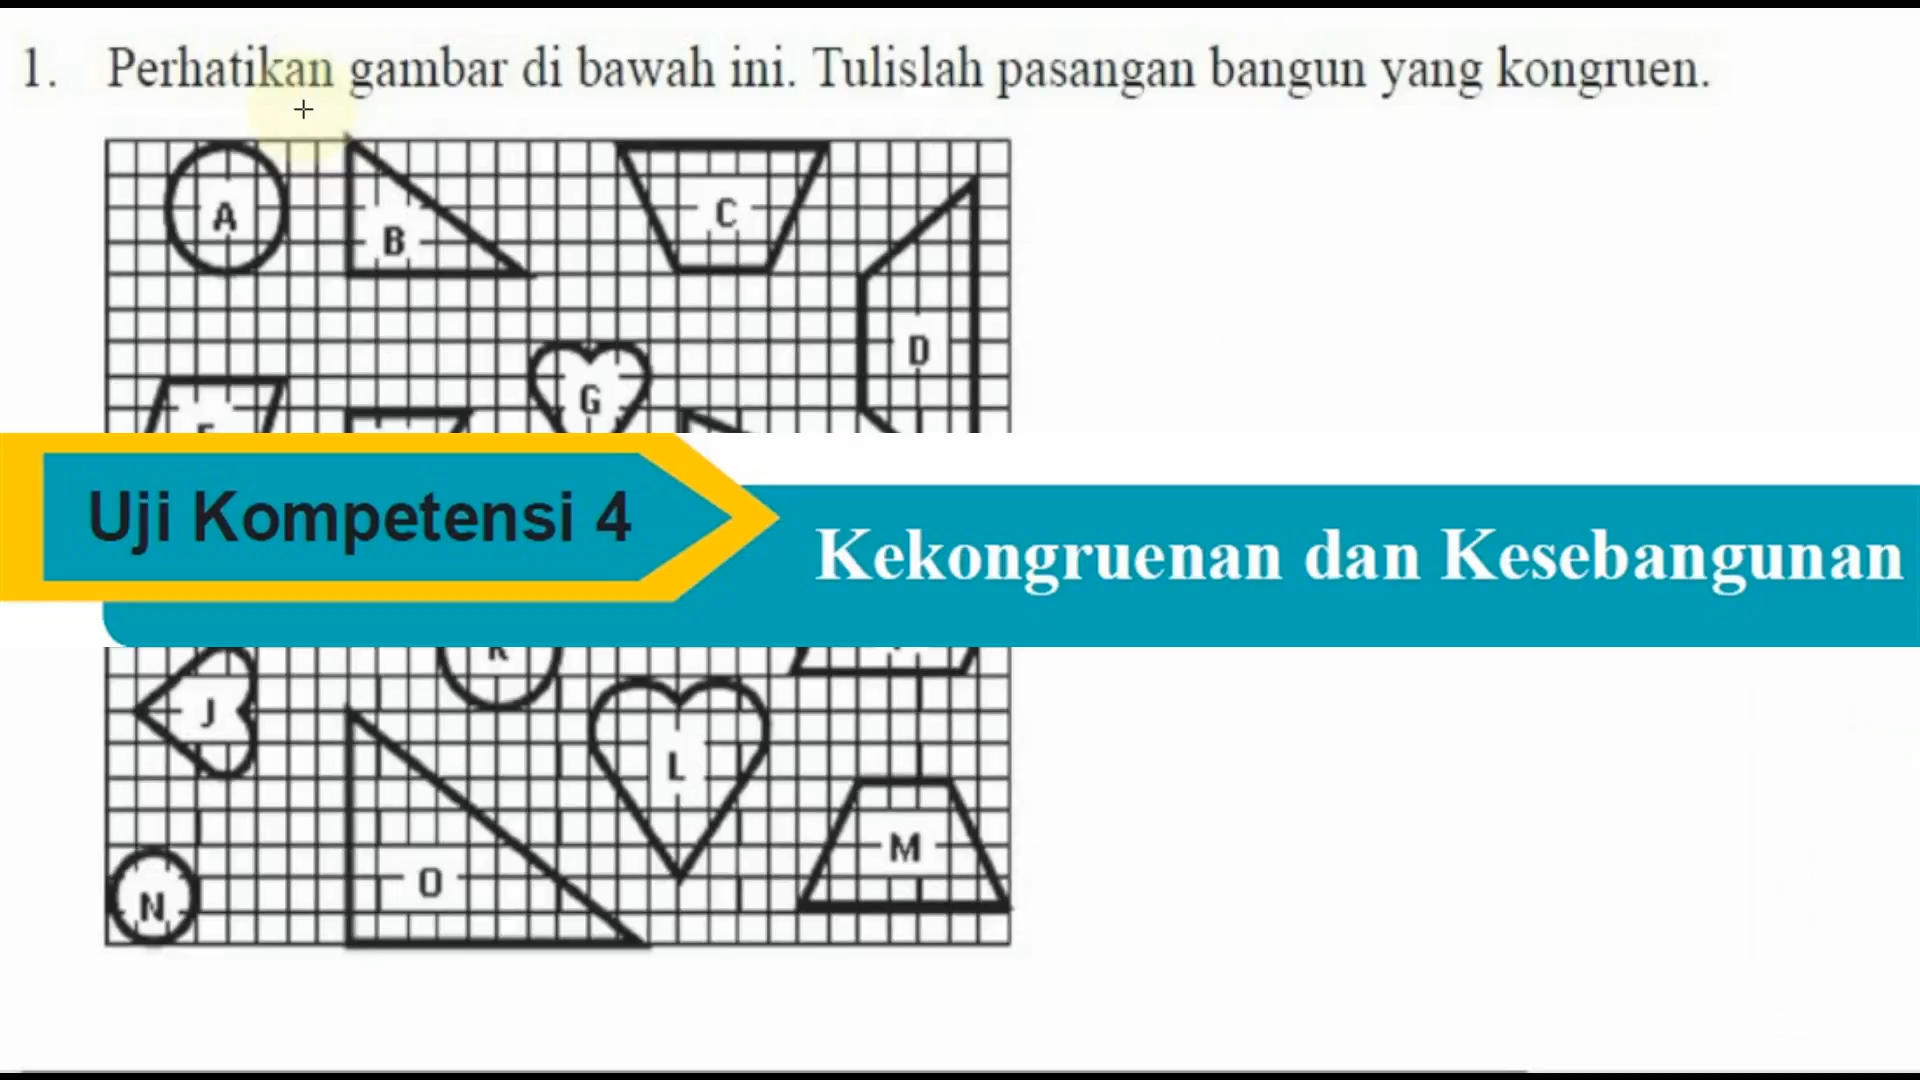 1. Perhatikan gambar di bawah ini. Tulislah pasangan bangun yang kongruen.
A
B
C
D
G
Uji Kompetensi 4
Kekongruenan dan Kesebangunan
K
J
L
M
O
N